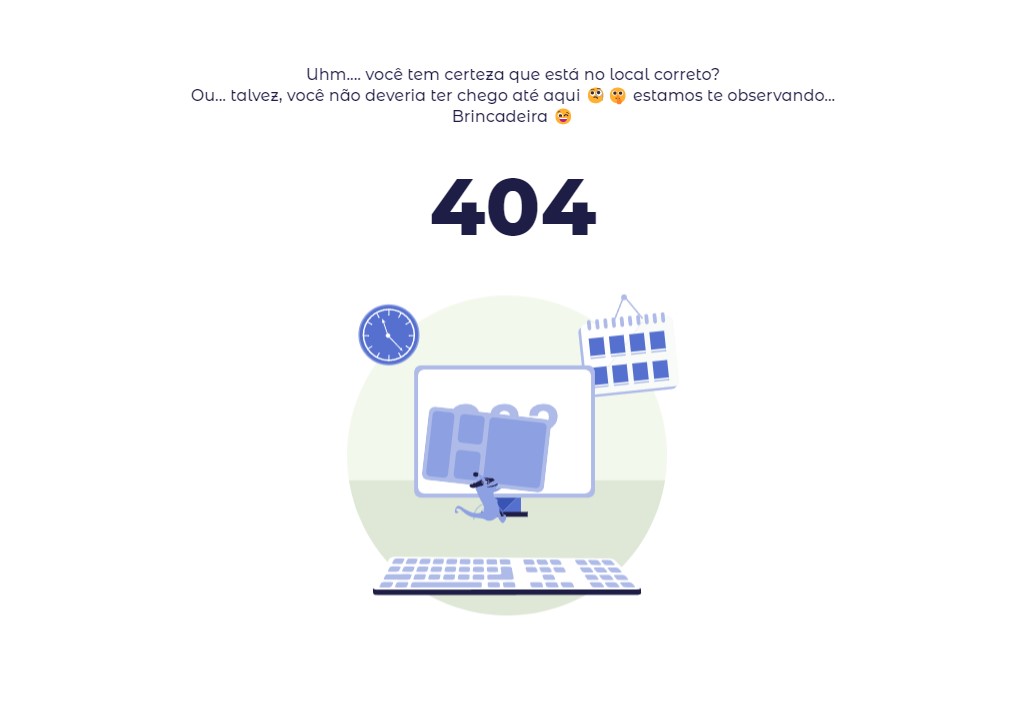 Uhm.... você tem certeza que está no local correto?
Ou... talvez, você não deveria ter chego até aqui 😯🤫 estamos te observando...
Brincadeira 😅
404
???